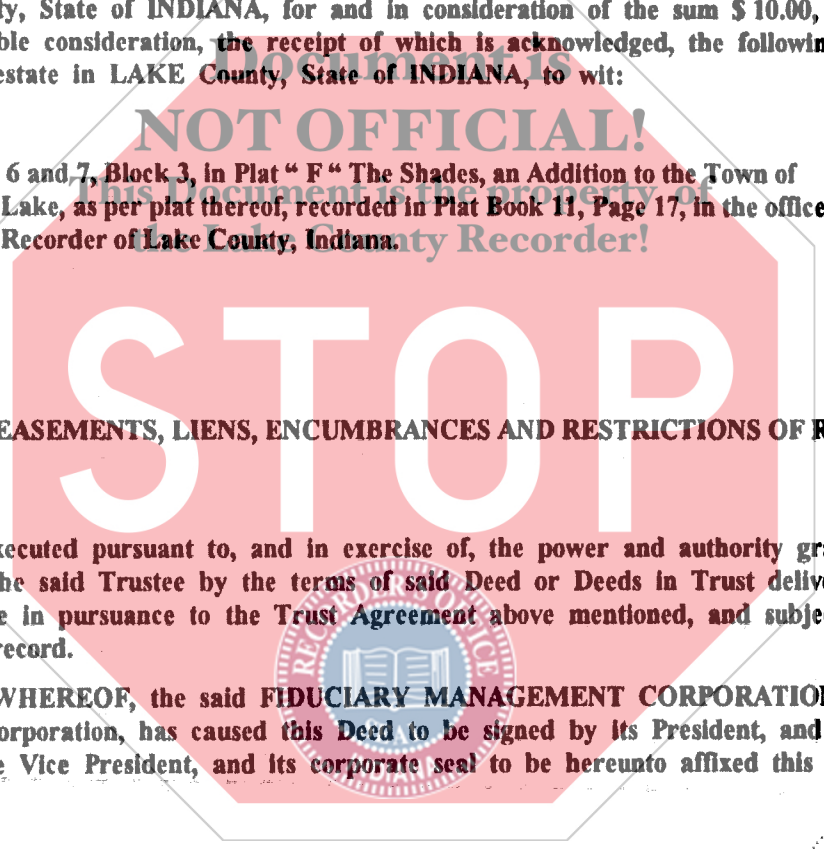 ty, State of INDIANA, for and in consideration of the sum $ 10.00,
ble consideration, the receipt of which is acknowledged, the followin
estate in LAKE County, State of INDIANA, to wit:
Document is
NOT OFFICIAL!
6 and 7, Block 3, in Plat “ F “ The Shades, an Addition to the Town of
This Document is the property of
Lake, as per plat thereof, recorded in Plat Book 11, Page 17, in the office
the Lake County Recorder!
Recorder of Lake County, Indiana.
STOP
EASEMENTS, LIENS, ENCUMBRANCES AND RESTRICTIONS OF R
xecuted pursuant to, and in exercise of, the power and authority gra
he said Trustee by the terms of said Deed or Deeds in Trust delive
e in pursuance to the Trust Agreement above mentioned, and subje
record.
RECORDER'S OFFICE
WHEREOF, the said FIDUCIARY MANAGEMENT CORPORATION
orporation, has caused this Deed to be signed by its President, and
SEAL
e Vice President, and its corporate seal to be hereunto affixed this
INDIANA